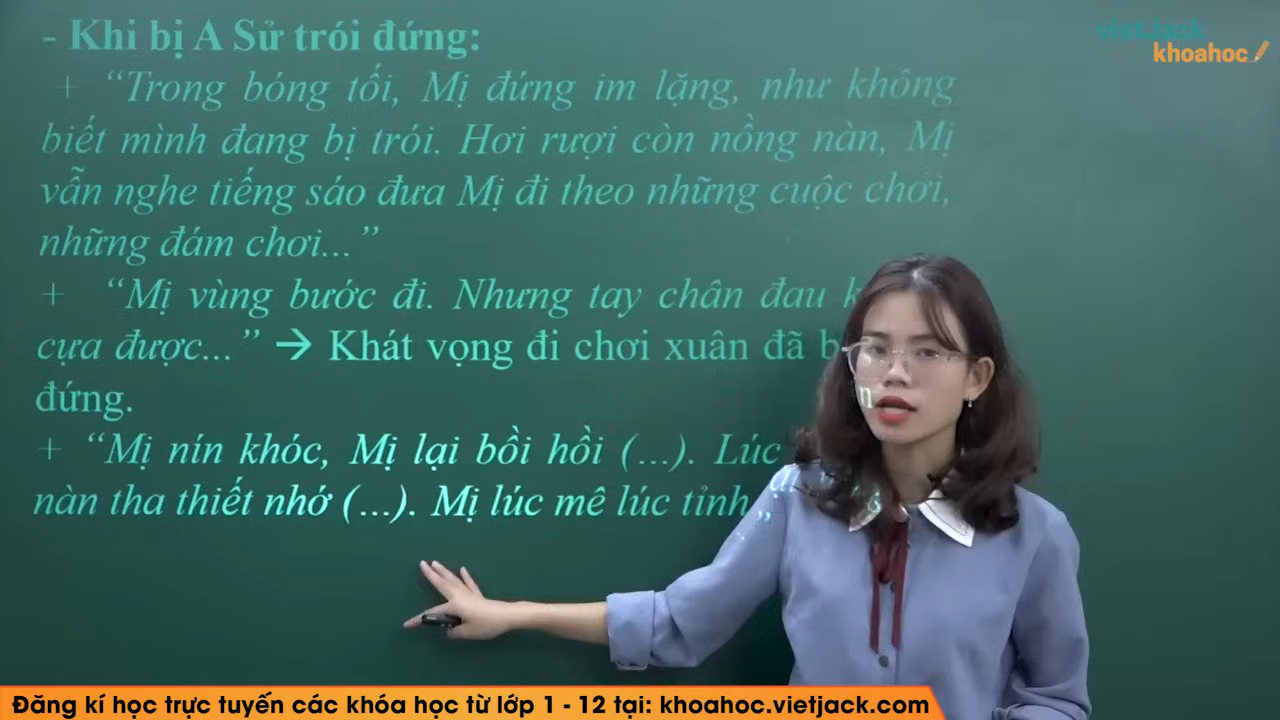 - Khi bị A Sử trói đứng:
+ “Trong bóng tối, Mị đứng im lặng, như không
biết mình đang bị trói. Hơi rượi còn nồng nàn, Mị
vẫn nghe tiếng sáo đưa Mị đi theo những cuộc chơi,
những đám chơi...”
+ “Mị vùng bước đi. Nhưng tay chân đau
cựa được...” → Khát vọng đi chơi xuân đã
đứng.
+ “Mị nín khóc, Mị lại bồi hồi (...). Lúc
nàn tha thiết nhớ (...). Mị lúc mê lúc tỉnh...”
vietjack
khoahoc
Đăng kí học trực tuyến các khóa học từ lớp 1 - 12 tại: khoahoc.vietjack.com